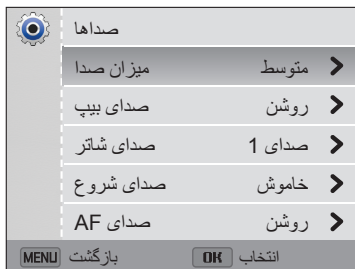 صداها
میزان صدا متوسط
صدای بیپ روشن
صدای شاتر صدای 1
صدای شروع خاموش
صدای AF روشن
MENU بازگشت OK انتخاب